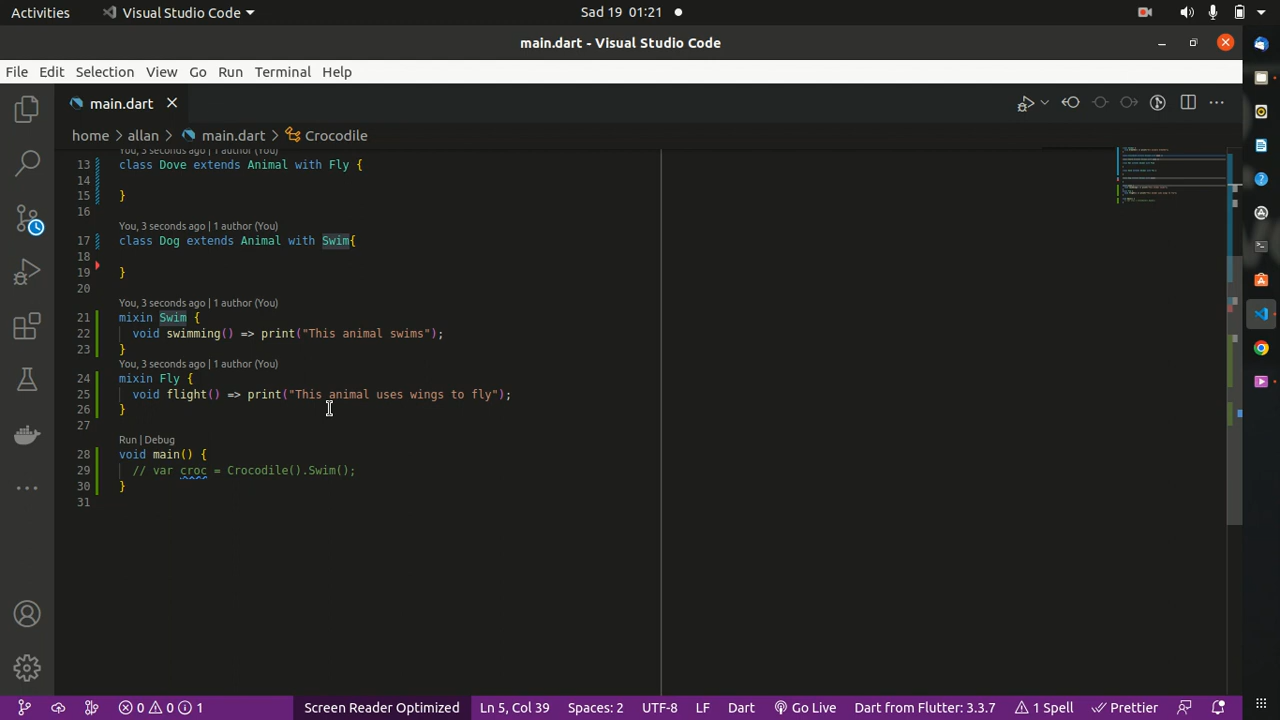 Activities Visual Studio Code Sad 19 01:21
main.dart - Visual Studio Code
File Edit Selection View Go Run Terminal Help
main.dart
home > allan > main.dart > Crocodile
You, 3 seconds ago | 1 author (You)
13 class Dove extends Animal with Fly {
14
15 }
16
You, 3 seconds ago | 1 author (You)
17 class Dog extends Animal with Swim{
18
19 }
20
You, 3 seconds ago | 1 author (You)
21 mixin Swim {
22 void swimming() => print("This animal swims");
23 }
You, 3 seconds ago | 1 author (You)
24 mixin Fly {
25 void flight() => print("This animal uses wings to fly");
26 }
27
Run | Debug
28 void main() {
29 // var croc = Crocodile().Swim();
30 }
31
0 0 1 Screen Reader Optimized Ln 5, Col 39 Spaces: 2 UTF-8 LF Dart Go Live Dart from Flutter: 3.3.7 1 Spell Prettier